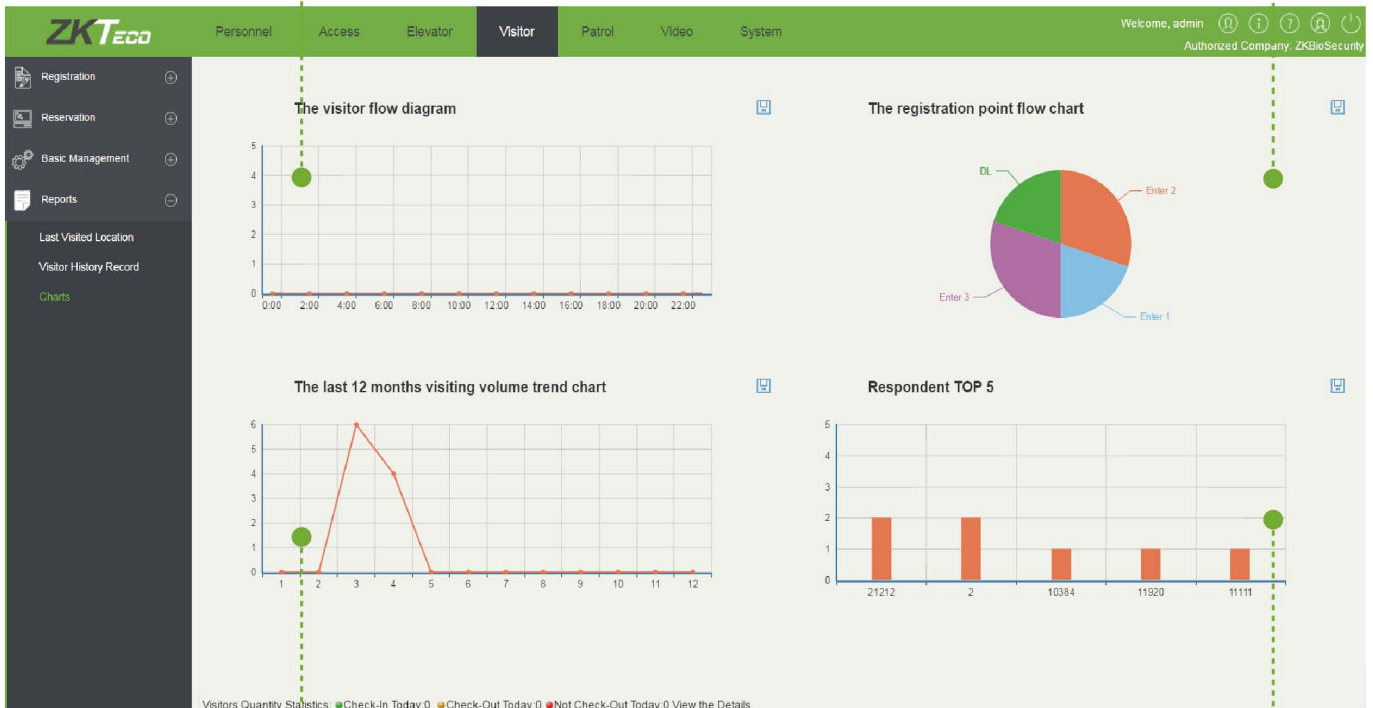 ZKTECO
Personnel Access Elevator Visitor Patrol Video System
Welcome, admin
Authorized Company: ZKBioSecurity
Registration
Reservation
Basic Management
Reports
Last Visited Location
Visitor History Record
Charts
The visitor flow diagram
5
4
3
2
1
0
0:00 2:00 4:00 6:00 8:00 10:00 12:00 14:00 16:00 18:00 20:00 22:00
The registration point flow chart
DL
Enter 2
Enter 3
Enter 1
The last 12 months visiting volume trend chart
6
5
4
3
2
1
0
1 2 3 4 5 6 7 8 9 10 11 12
Respondent TOP 5
5
4
3
2
1
0
21212 2 10384 11920 11111
Visitors Quantity Statistics: Check-In Today:0 Check-Out Today:0 Not Check-Out Today:0 View the Details